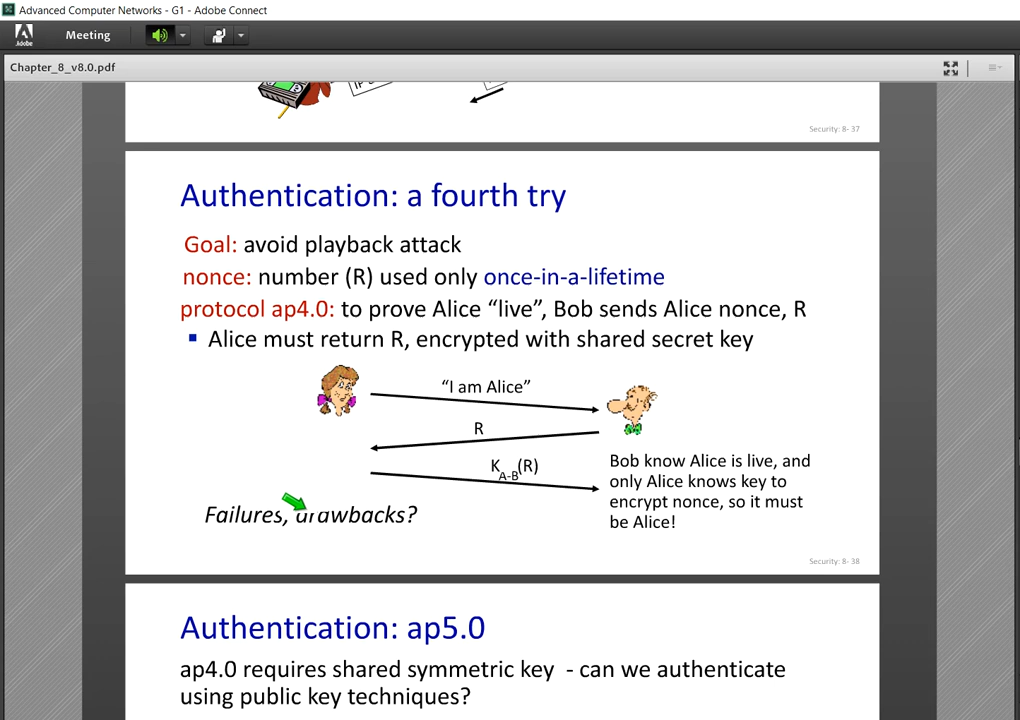 Advanced Computer Networks - G1 - Adobe Connect
Adobe
Meeting
Chapter_8_v8.0.pdf
Security: 8- 37
Authentication: a fourth try
Goal: avoid playback attack
nonce: number (R) used only once-in-a-lifetime
protocol ap4.0: to prove Alice “live”, Bob sends Alice nonce, R
▪ Alice must return R, encrypted with shared secret key
“I am Alice”
R
K A-B (R)
Bob know Alice is live, and
only Alice knows key to
encrypt nonce, so it must
be Alice!
Failures, drawbacks?
Security: 8- 38
Authentication: ap5.0
ap4.0 requires shared symmetric key - can we authenticate
using public key techniques?